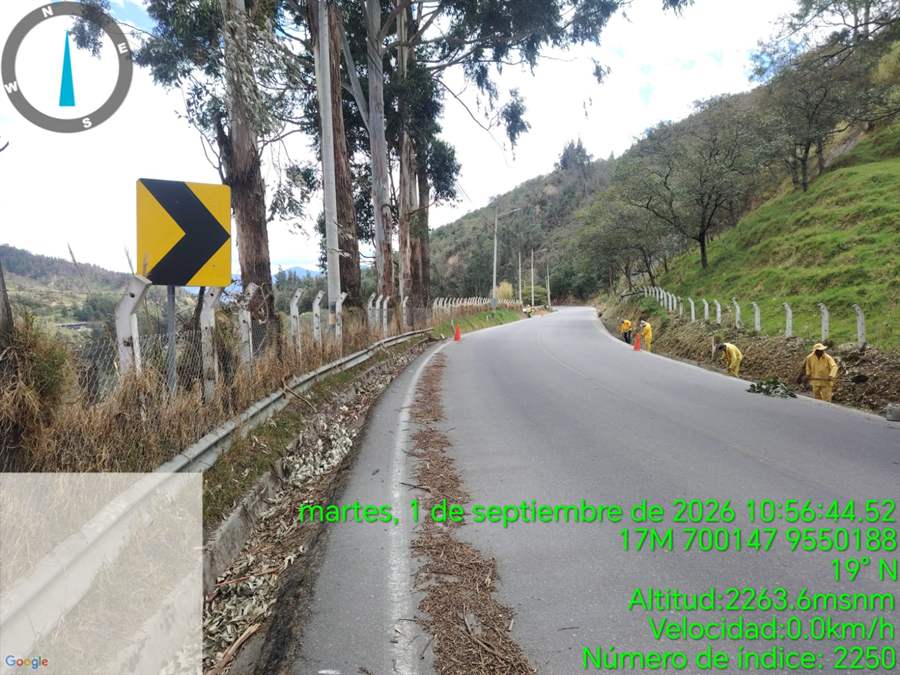 N
E
W
S
martes, 1 de septiembre de 2026 10:56:44.52
17M 700147 9550188
19° N
Altitud:2263.6msnm
Velocidad:0.0km/h
Número de índice: 2250
Google